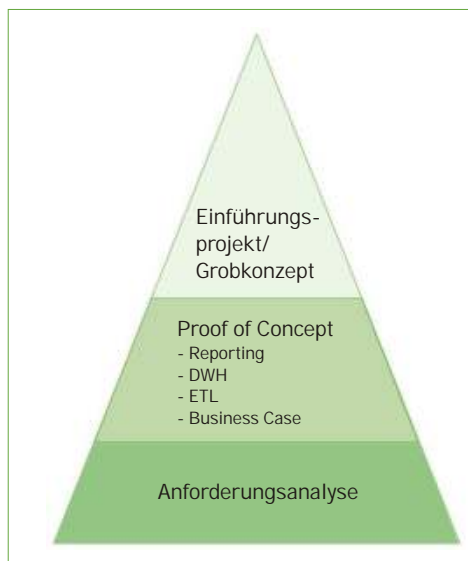 Einführungs-
projekt/
Grobkonzept
Proof of Concept
- Reporting
- DWH
- ETL
- Business Case
Anforderungsanalyse